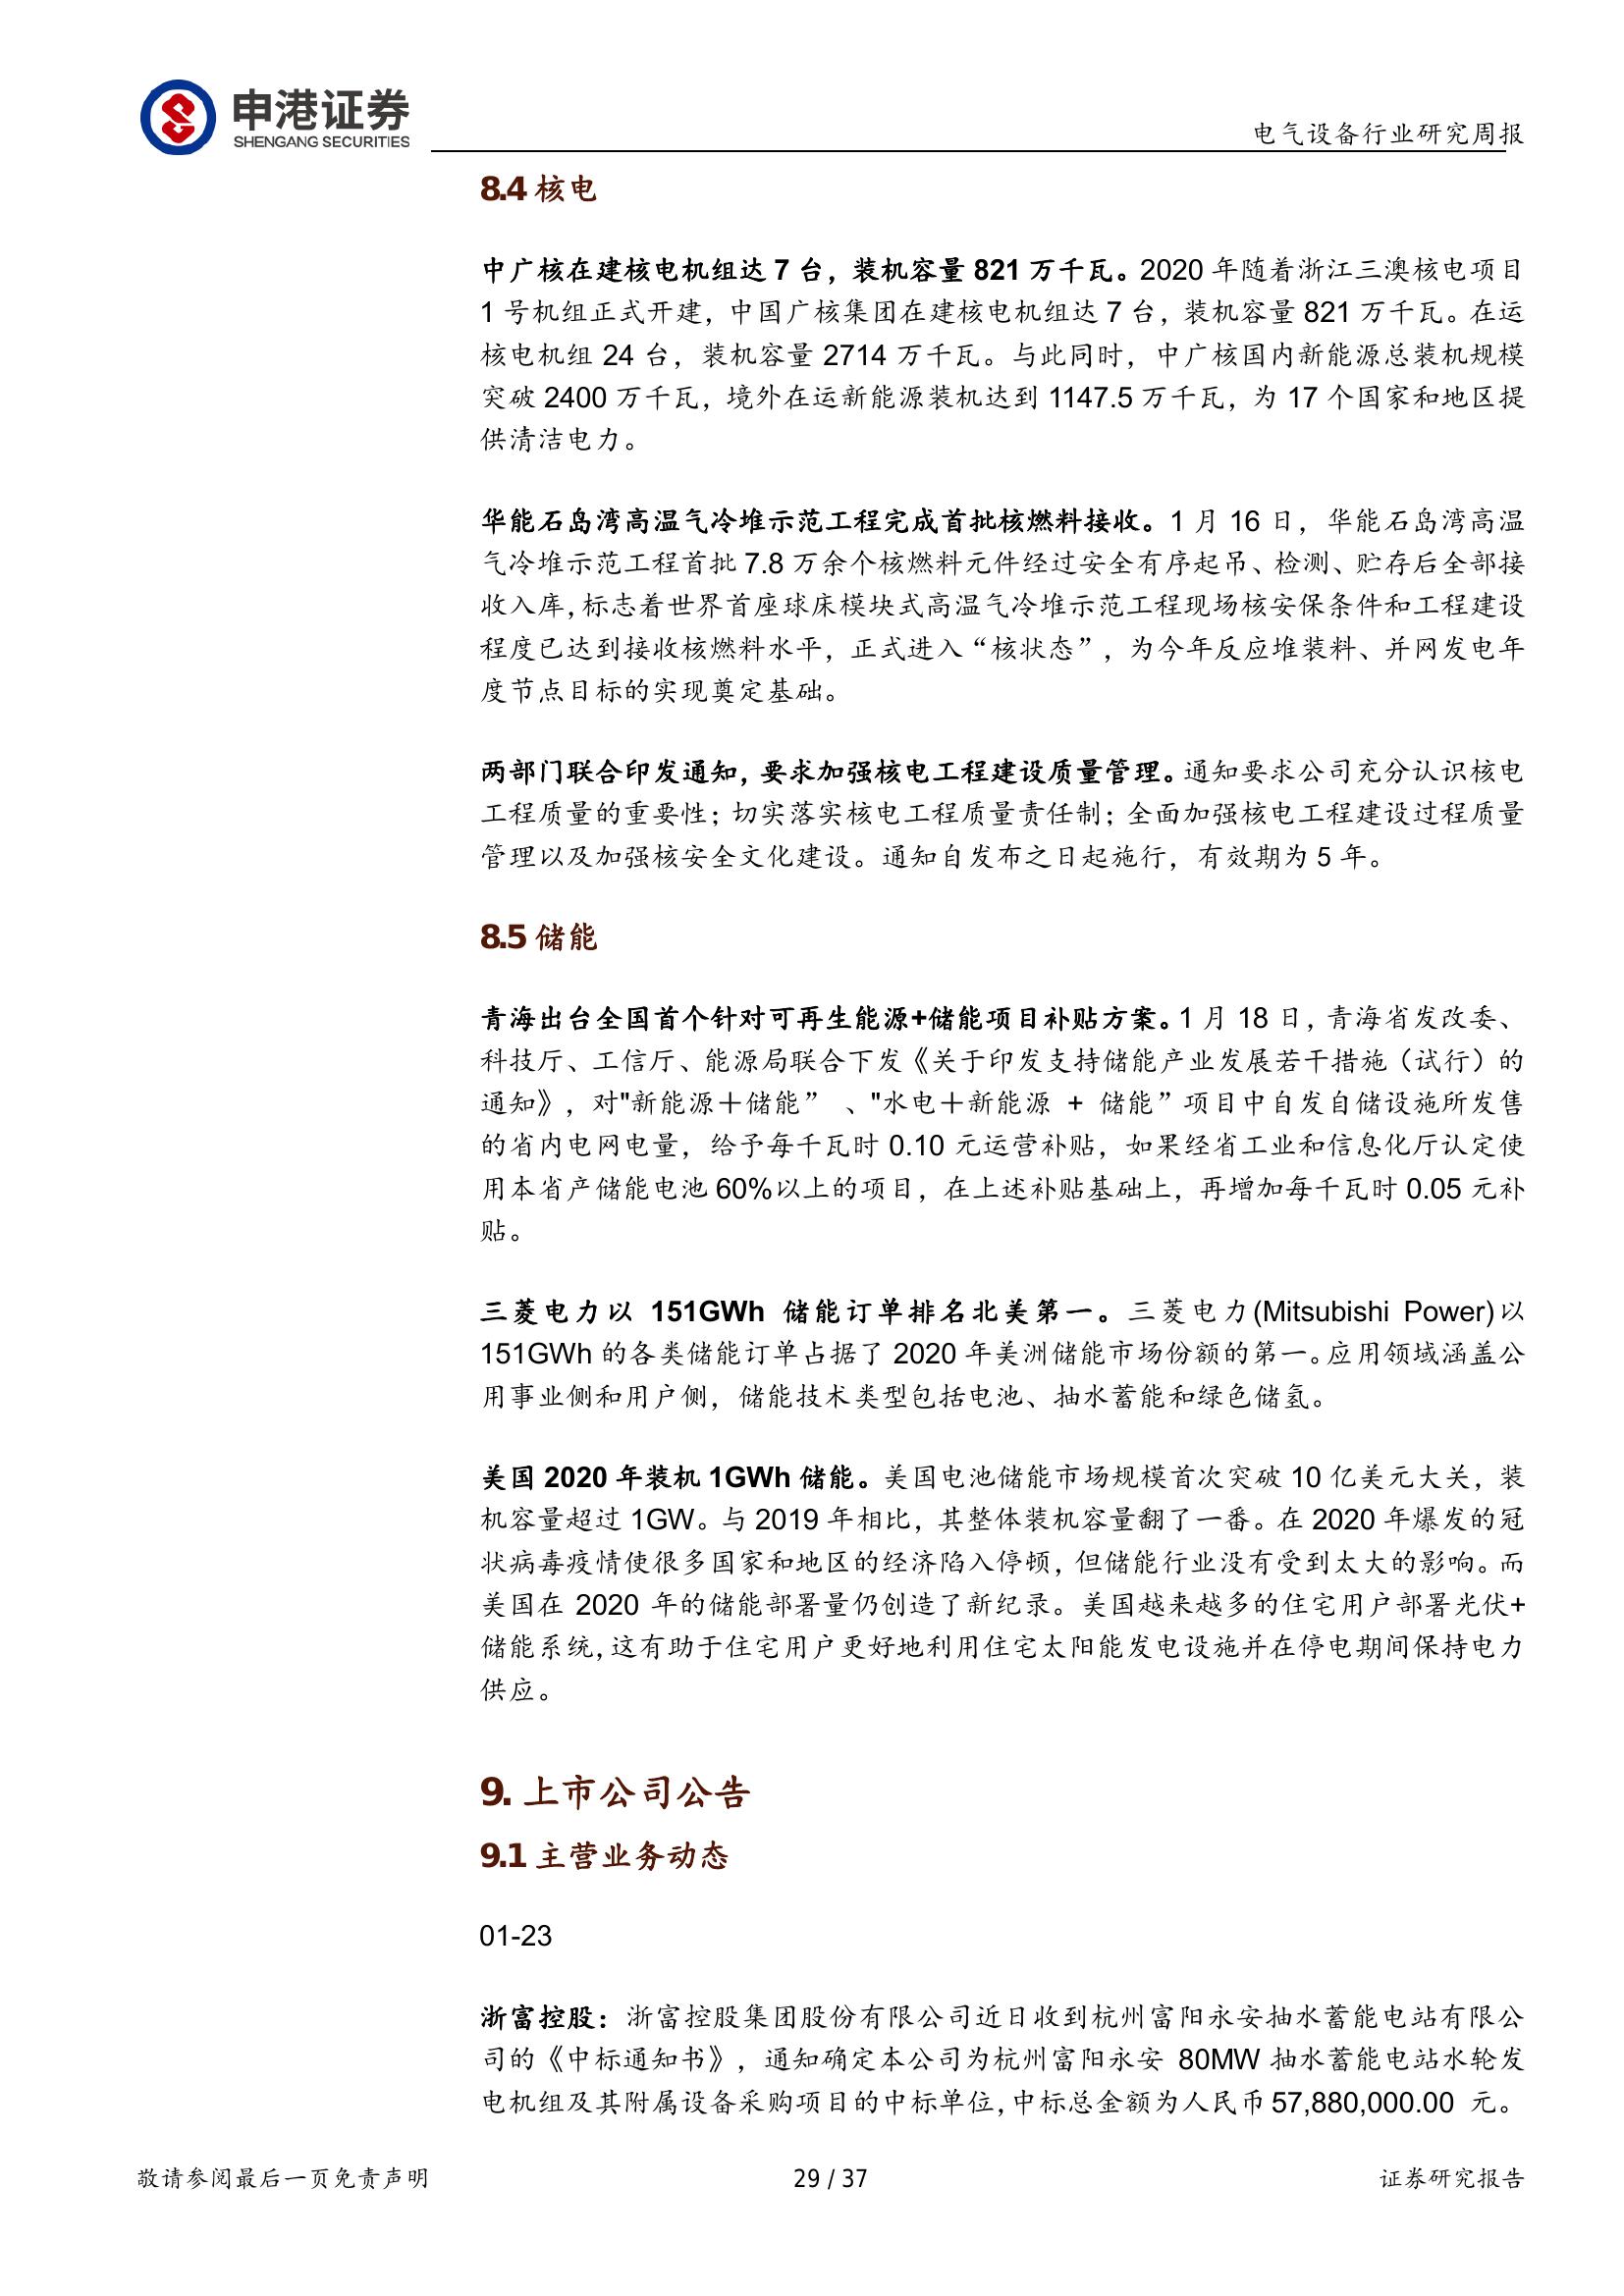 申港证券
SHENGANG SECURITIES
电气设备行业研究周报
8.4 核电
中广核在建核电机组达 7 台，装机容量 821 万千瓦。2020 年随着浙江三澳核电项目
1 号机组正式开建，中国广核集团在建核电机组达 7 台，装机容量 821 万千瓦。在运
核电机组 24 台，装机容量 2714 万千瓦。与此同时，中广核国内新能源总装机规模
突破 2400 万千瓦，境外在运新能源装机达到 1147.5 万千瓦，为 17 个国家和地区提
供清洁电力。
华能石岛湾高温气冷堆示范工程完成首批核燃料接收。1 月 16 日，华能石岛湾高温
气冷堆示范工程首批 7.8 万余个核燃料元件经过安全有序起吊、检测、贮存后全部接
收入库，标志着世界首座球床模块式高温气冷堆示范工程现场核安保条件和工程建设
程度已达到接收核燃料水平，正式进入“核状态”，为今年反应堆装料、并网发电年
度节点目标的实现奠定基础。
两部门联合印发通知，要求加强核电工程建设质量管理。通知要求公司充分认识核电
工程质量的重要性；切实落实核电工程质量责任制；全面加强核电工程建设过程质量
管理以及加强核安全文化建设。通知自发布之日起施行，有效期为 5 年。
8.5 储能
青海出台全国首个针对可再生能源+储能项目补贴方案。1 月 18 日，青海省发改委、
科技厅、工信厅、能源局联合下发《关于印发支持储能产业发展若干措施（试行）的
通知》，对"新能源＋储能” 、"水电＋新能源 + 储能”项目中自发自储设施所发售
的省内电网电量，给予每千瓦时 0.10 元运营补贴，如果经省工业和信息化厅认定使
用本省产储能电池 60%以上的项目，在上述补贴基础上，再增加每千瓦时 0.05 元补
贴。
三菱电力以 151GWh 储能订单排名北美第一。三菱电力(Mitsubishi Power)以
151GWh 的各类储能订单占据了 2020 年美洲储能市场份额的第一。应用领域涵盖公
用事业侧和用户侧，储能技术类型包括电池、抽水蓄能和绿色储氢。
美国 2020 年装机 1GWh 储能。美国电池储能市场规模首次突破 10 亿美元大关，装
机容量超过 1GW。与 2019 年相比，其整体装机容量翻了一番。在 2020 年爆发的冠
状病毒疫情使很多国家和地区的经济陷入停顿，但储能行业没有受到太大的影响。而
美国在 2020 年的储能部署量仍创造了新纪录。美国越来越多的住宅用户部署光伏+
储能系统，这有助于住宅用户更好地利用住宅太阳能发电设施并在停电期间保持电力
供应。
9. 上市公司公告
9.1 主营业务动态
01-23
浙富控股：浙富控股集团股份有限公司近日收到杭州富阳永安抽水蓄能电站有限公
司的《中标通知书》，通知确定本公司为杭州富阳永安 80MW 抽水蓄能电站水轮发
电机组及其附属设备采购项目的中标单位，中标总金额为人民币 57,880,000.00 元。
敬请参阅最后一页免责声明
29 / 37
证券研究报告